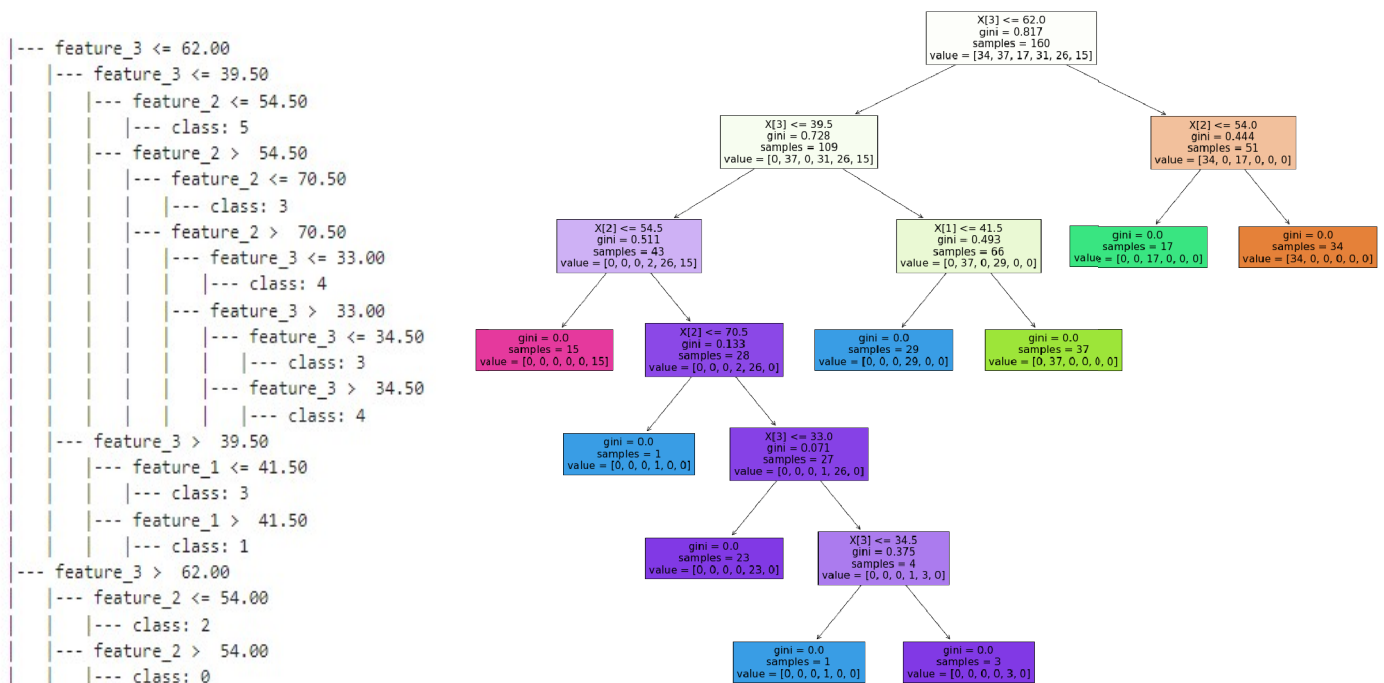 |--- feature_3 <= 62.00
|   |--- feature_3 <= 39.50
|   |   |--- feature_2 <= 54.50
|   |   |   |--- class: 5
|   |   |--- feature_2 >  54.50
|   |   |   |--- feature_2 <= 70.50
|   |   |   |   |--- class: 3
|   |   |   |--- feature_2 >  70.50
|   |   |   |   |--- feature_3 <= 33.00
|   |   |   |   |   |--- class: 4
|   |   |   |   |--- feature_3 >  33.00
|   |   |   |   |   |--- feature_3 <= 34.50
|   |   |   |   |   |   |--- class: 3
|   |   |   |   |   |--- feature_3 >  34.50
|   |   |   |   |   |   |--- class: 4
|   |--- feature_3 >  39.50
|   |   |--- feature_1 <= 41.50
|   |   |   |--- class: 3
|   |   |--- feature_1 >  41.50
|   |   |   |--- class: 1
|--- feature_3 >  62.00
|   |--- feature_2 <= 54.00
|   |   |--- class: 2
|   |--- feature_2 >  54.00
|   |   |--- class: 0
X[3] <= 62.0
gini = 0.817
samples = 160
value = [34, 37, 17, 31, 26, 15]
X[3] <= 39.5
gini = 0.728
samples = 109
value = [0, 37, 0, 31, 26, 15]
X[2] <= 54.0
gini = 0.444
samples = 51
value = [34, 0, 17, 0, 0, 0]
X[2] <= 54.5
gini = 0.511
samples = 43
value = [0, 0, 0, 2, 26, 15]
X[1] <= 41.5
gini = 0.493
samples = 66
value = [0, 37, 0, 29, 0, 0]
gini = 0.0
samples = 17
value = [0, 0, 17, 0, 0, 0]
gini = 0.0
samples = 34
value = [34, 0, 0, 0, 0, 0]
gini = 0.0
samples = 15
value = [0, 0, 0, 0, 0, 15]
X[2] <= 70.5
gini = 0.133
samples = 28
value = [0, 0, 0, 2, 26, 0]
gini = 0.0
samples = 29
value = [0, 0, 0, 29, 0, 0]
gini = 0.0
samples = 37
value = [0, 37, 0, 0, 0, 0]
gini = 0.0
samples = 1
value = [0, 0, 0, 1, 0, 0]
X[3] <= 33.0
gini = 0.071
samples = 27
value = [0, 0, 0, 1, 26, 0]
gini = 0.0
samples = 23
value = [0, 0, 0, 0, 23, 0]
X[3] <= 34.5
gini = 0.375
samples = 4
value = [0, 0, 0, 1, 3, 0]
gini = 0.0
samples = 1
value = [0, 0, 0, 1, 0, 0]
gini = 0.0
samples = 3
value = [0, 0, 0, 0, 3, 0]